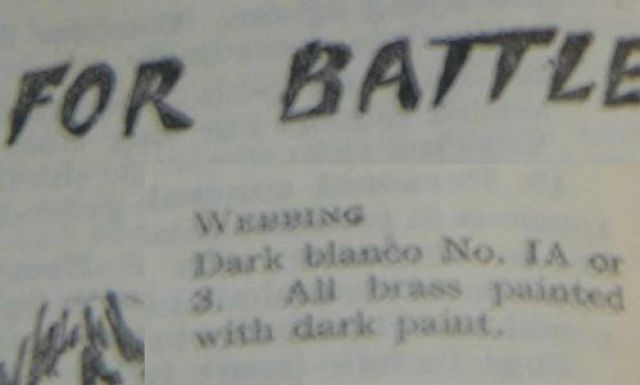 FOR BATTLE
WEBBING
Dark blanco No. 1A or
3. All brass painted
with dark paint.